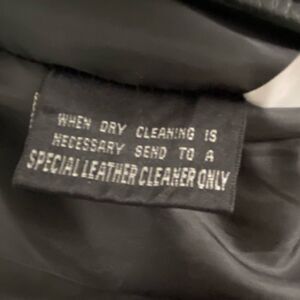 WHEN DRY CLEANING IS
NECESSARY SEND TO A
SPECIAL LEATHER CLEANER ONLY